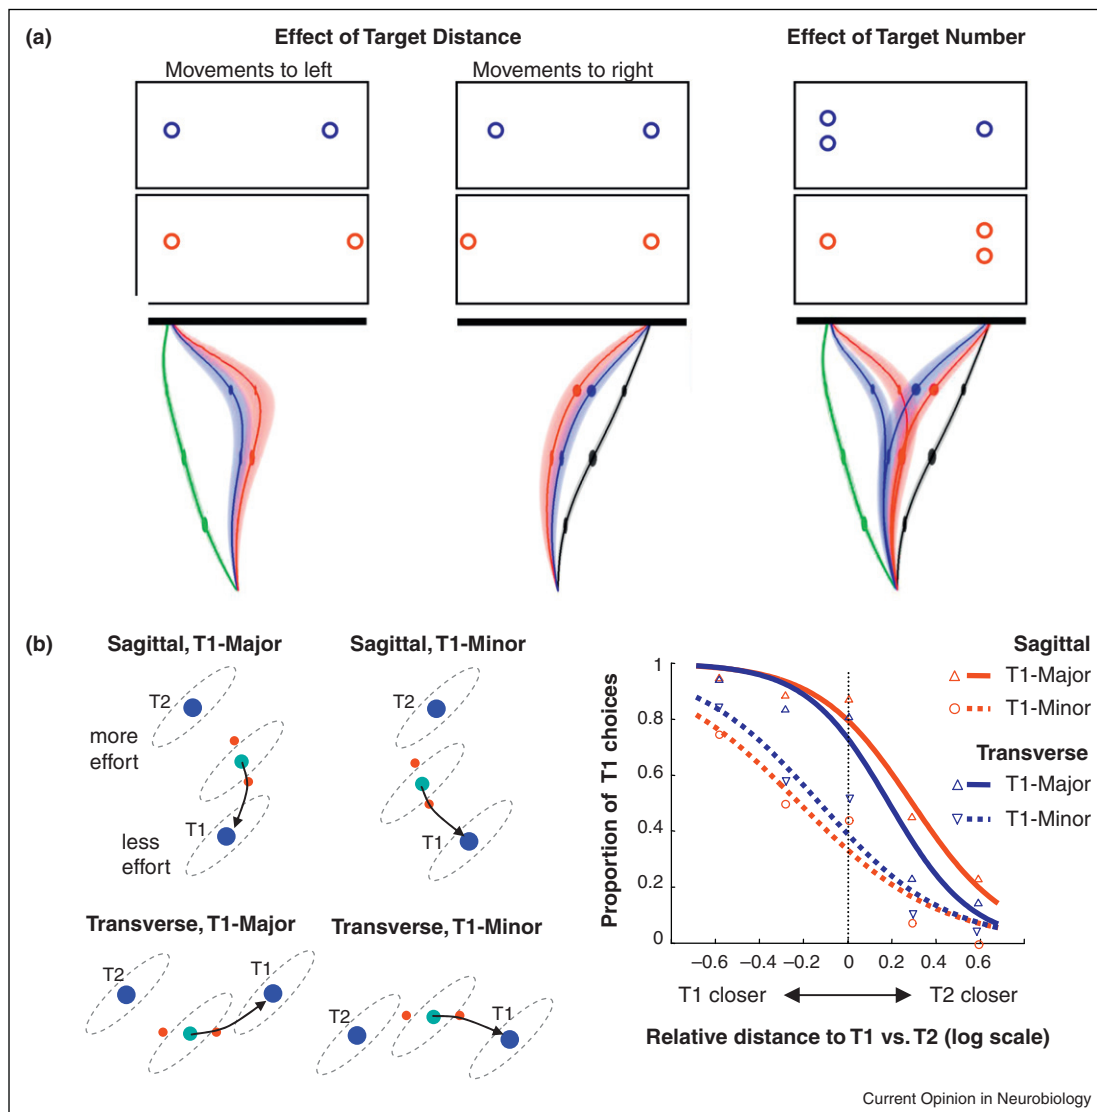 (a)
Effect of Target Distance
Effect of Target Number
Movements to left
Movements to right
(b)
Sagittal, T1-Major
Sagittal, T1-Minor
T2
T2
more
effort
T1
T1
less
effort
Transverse, T1-Major
Transverse, T1-Minor
T2
T1
T2
T1
Proportion of T1 choices
1
0.8
0.6
0.4
0.2
0
−0.6 −0.4 −0.2 0 0.2 0.4 0.6
T1 closer T2 closer
Relative distance to T1 vs. T2 (log scale)
Sagittal
T1-Major
T1-Minor
Transverse
T1-Major
T1-Minor
Current Opinion in Neurobiology